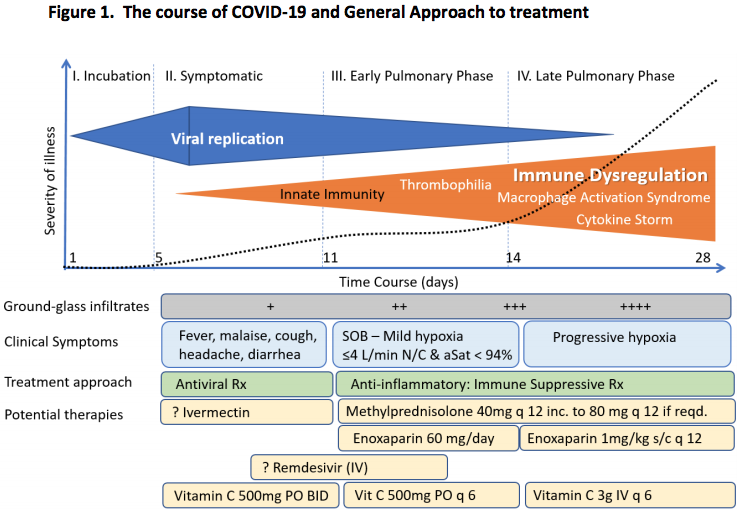 Figure 1.  The course of COVID-19 and General Approach to treatment
I. Incubation
II. Symptomatic
III. Early Pulmonary Phase
IV. Late Pulmonary Phase
Severity of illness
Viral replication
Innate Immunity
Thrombophilia
Immune Dysregulation
Macrophage Activation Syndrome
Cytokine Storm
1
5
11
14
28
Time Course (days)
Ground-glass infiltrates
+
++
+++
++++
Clinical Symptoms
Fever, malaise, cough,
headache, diarrhea
SOB – Mild hypoxia
≤4 L/min N/C & aSat < 94%
Progressive hypoxia
Treatment approach
Antiviral Rx
Anti-inflammatory: Immune Suppressive Rx
Potential therapies
? Ivermectin
Methylprednisolone 40mg q 12 inc. to 80 mg q 12 if reqd.
Enoxaparin 60 mg/day
Enoxaparin 1mg/kg s/c q 12
? Remdesivir (IV)
Vitamin C 500mg PO BID
Vit C 500mg PO q 6
Vitamin C 3g IV q 6